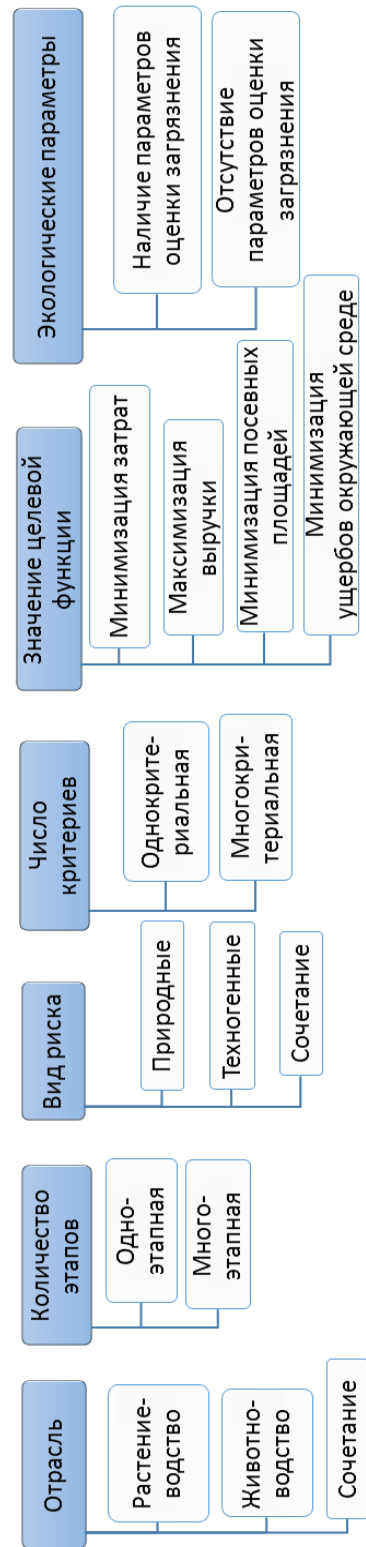 Отрасль
Растение-
водство
Животно-
водство
Сочетание
Количество
этапов
Одно-
этапная
Много-
этапная
Вид риска
Природные
Техногенные
Сочетание
Число
критериев
Однокрите-
риальная
Многокри-
териальная
Значение целевой
функции
Минимизация затрат
Максимизация
выручки
Минимизация посевных
площадей
Минимизация
ущербов окружающей среде
Экологические параметры
Наличие параметров
оценки загрязнения
Отсутствие
параметров оценки
загрязнения